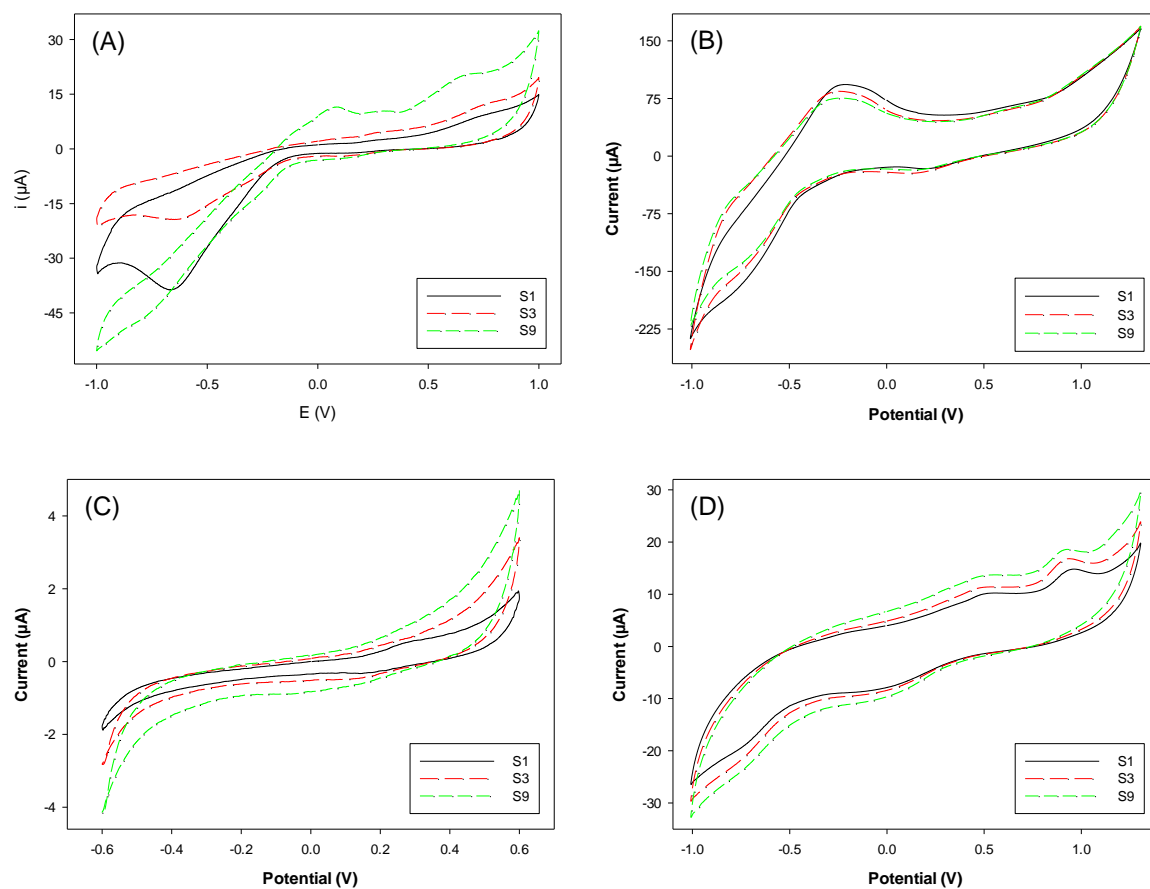 (A)
30
15
0
-15
-30
-45
i (µA)
-1.0 -0.5 0.0 0.5 1.0
E (V)
S1
S3
S9
(B)
150
75
0
-75
-150
-225
Current (µA)
-1.0 -0.5 0.0 0.5 1.0
Potential (V)
S1
S3
S9
(C)
4
2
0
-2
-4
Current (µA)
-0.6 -0.4 -0.2 0.0 0.2 0.4 0.6
Potential (V)
S1
S3
S9
(D)
30
20
10
0
-10
-20
-30
Current (µA)
-1.0 -0.5 0.0 0.5 1.0
Potential (V)
S1
S3
S9